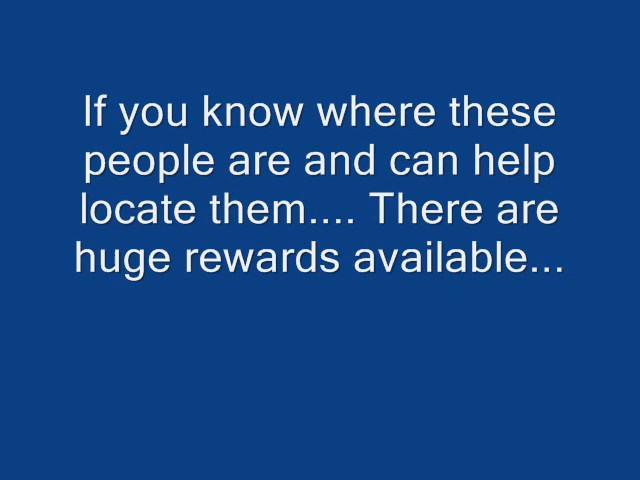 If you know where these
people are and can help
locate them.... There are
huge rewards available...